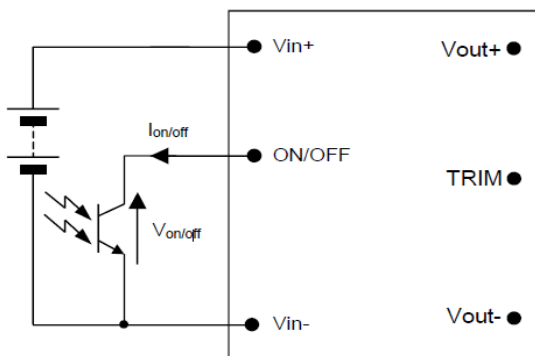 Vin+
Vout+
Ion/off
ON/OFF
TRIM
Von/off
Vin-
Vout-